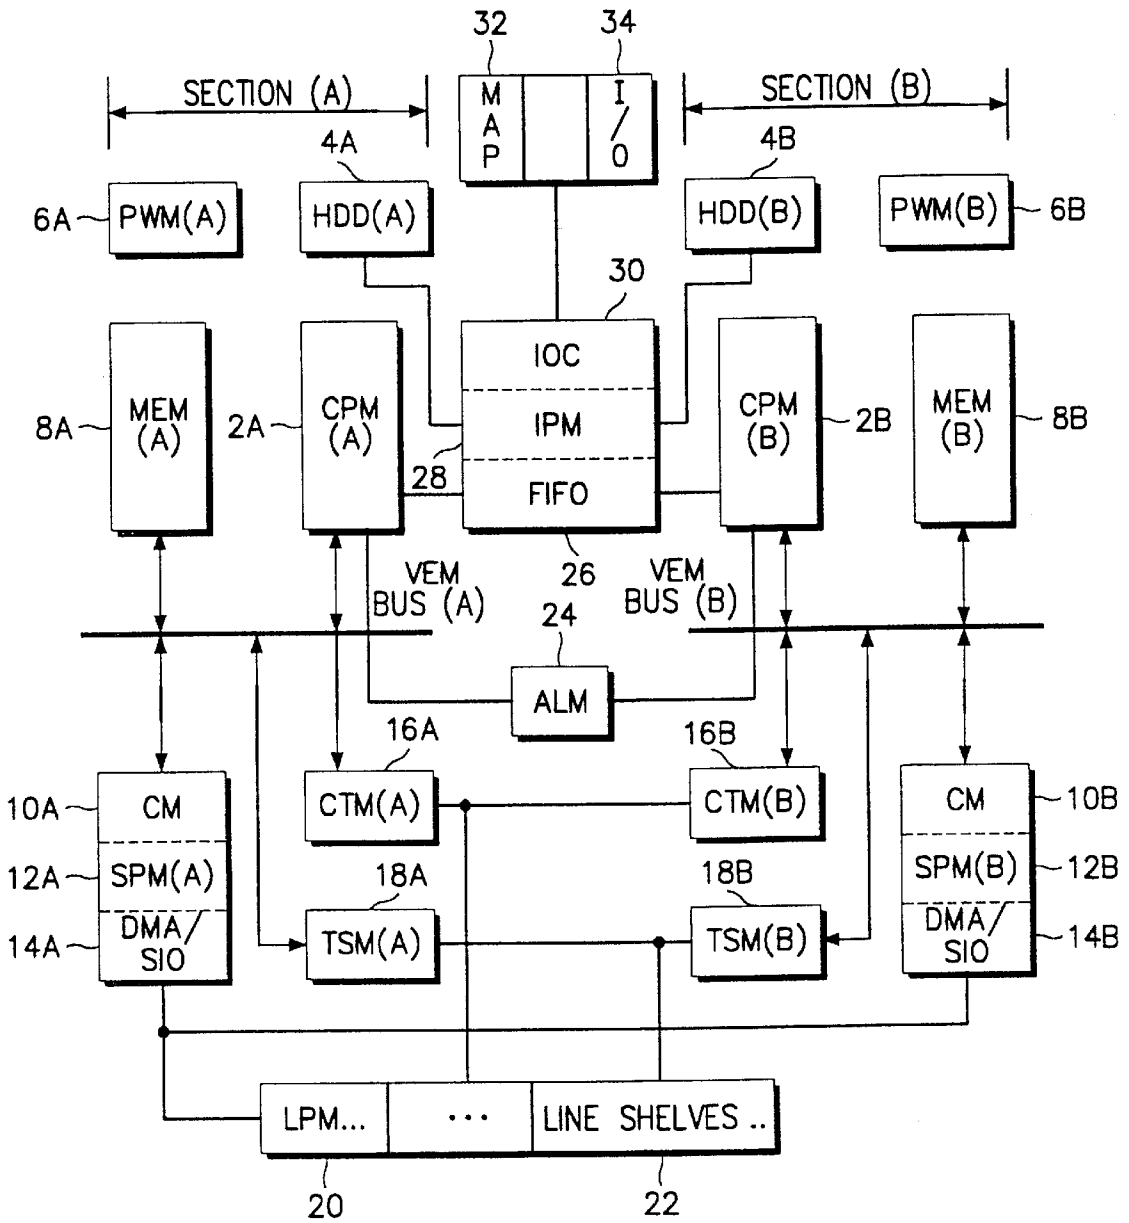 32
34
SECTION (A)
MAP
I/O
SECTION (B)
4A
4B
6A
PWM(A)
HDD(A)
HDD(B)
PWM(B)
6B
30
8A
MEM
(A)
2A
CPM
(A)
IOC
IPM
FIFO
28
CPM
(B)
2B
MEM
(B)
8B
26
VEM
BUS (A)
VEM
BUS (B)
24
ALM
16A
16B
10A
CM
CTM(A)
CTM(B)
CM
10B
12A
SPM(A)
18A
18B
SPM(B)
12B
14A
DMA/
SIO
TSM(A)
TSM(B)
DMA/
SIO
14B
LPM...
...
LINE SHELVES ..
20
22